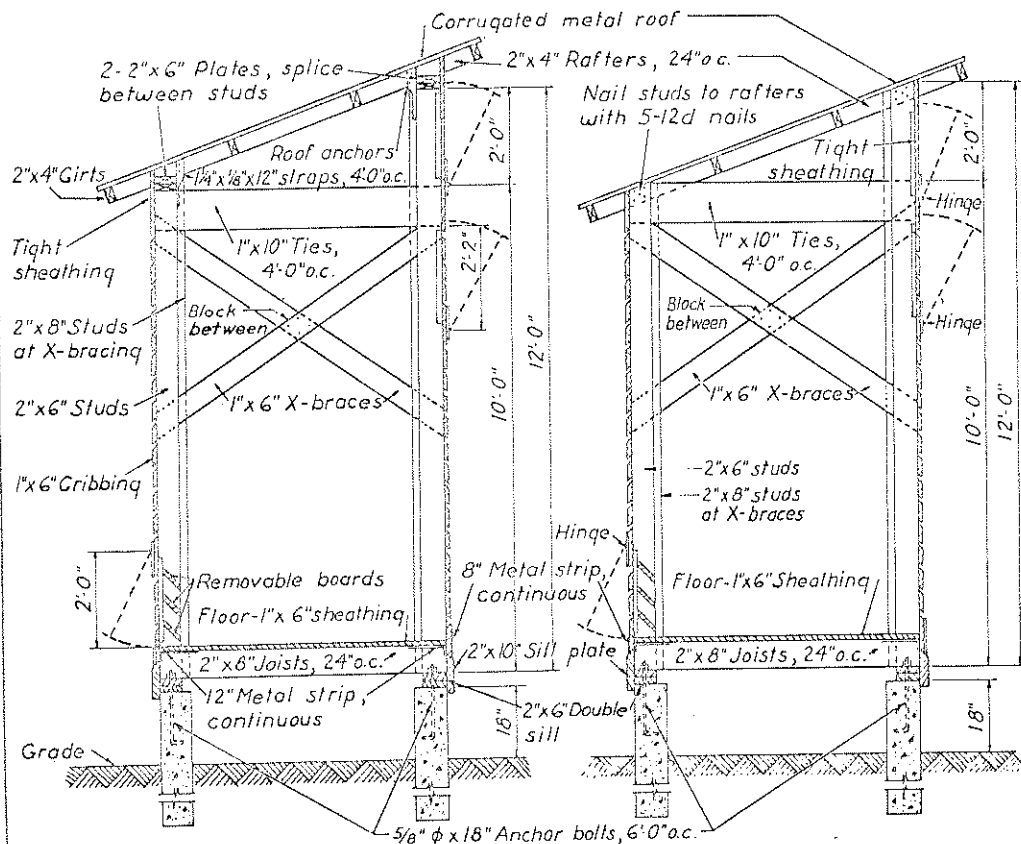 Corrugated metal roof
2-2"x6" Plates, splice
between studs
2"x4" Rafters, 24" o.c.
Nail studs to rafters
with 5-12d nails
2'-0"
2'-0"
Roof anchors
1¼"x⅛"x12" straps, 4'0"o.c.
2"x4" Girts
Tight
sheathing
Tight
sheathing
Hinge
1"x10" Ties,
4'-0" o.c.
2'-2"
1"x10" Ties,
4'-0" o.c.
Hinge
2"x8" Studs
at X-bracing
Block
between
Block
between
12'-0"
10'-0"
2"x6" Studs
1"x6" X-braces
1"x6" X-braces
10'-0"
12'-0"
1"x6" Cribbing
2"x6" studs
2"x8" studs
at X-braces
Hinge
2'-0"
Removable boards
8" Metal strip,
continuous
Floor-1"x6" Sheathing
Floor-1"x6" sheathing
2"x8" Joists, 24" o.c.
2"x10" Sill plate
2"x8" Joists, 24" o.c.
12" Metal strip,
continuous
2"x6" Double
sill
18"
18"
Grade
5/8" ϕ x 18" Anchor bolts, 6'0" o.c.